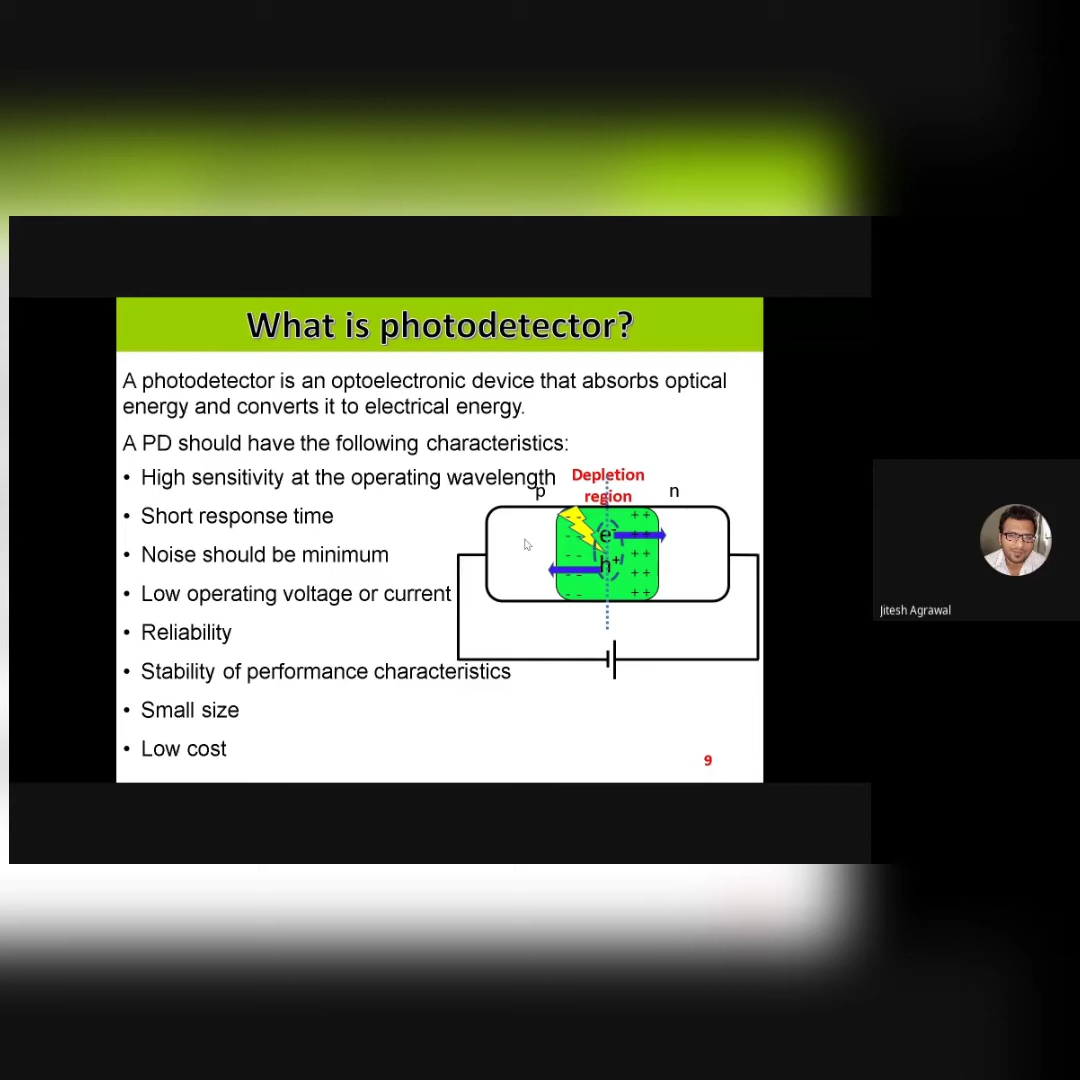 What is photodetector?
A photodetector is an optoelectronic device that absorbs optical
energy and converts it to electrical energy.
A PD should have the following characteristics:
• High sensitivity at the operating wavelength
• Short response time
• Noise should be minimum
• Low operating voltage or current
• Reliability
• Stability of performance characteristics
• Small size
• Low cost
Depletion
region
p
n
- - + +
- - e- + +
- - h+ + +
- - + +
- - + +
9
Jitesh Agrawal